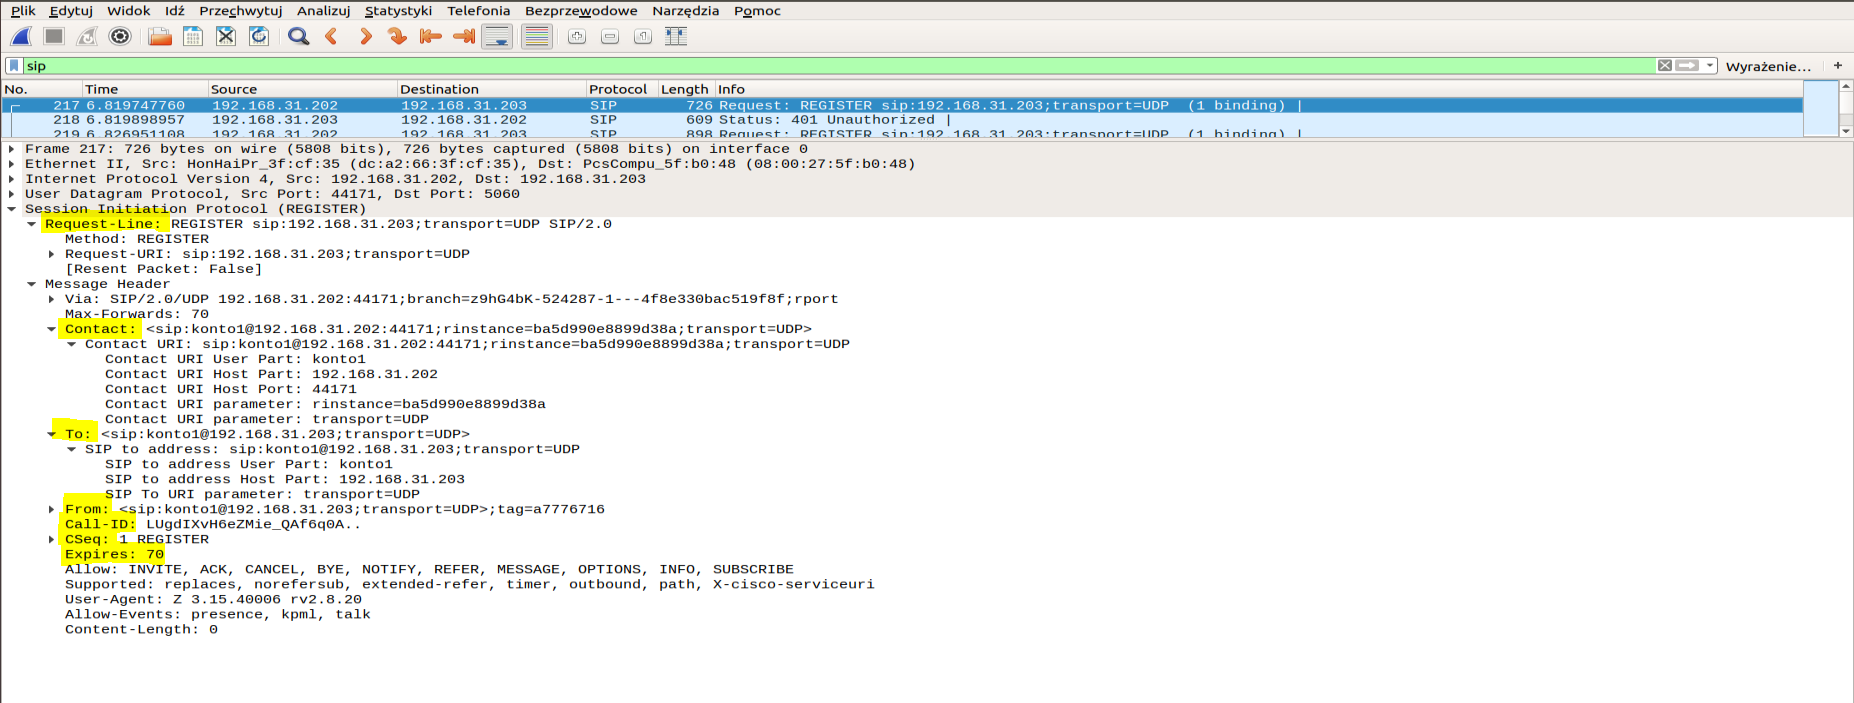 Plik Edytuj Widok Idź Przechwytuj Analizuj Statystyki Telefonia Bezprzewodowe Narzędzia Pomoc
sip Wyrażenie... +
No. Time Source Destination Protocol Length Info
217 6.819747760 192.168.31.202 192.168.31.203 SIP 726 Request: REGISTER sip:192.168.31.203;transport=UDP (1 binding) |
218 6.819898957 192.168.31.203 192.168.31.202 SIP 609 Status: 401 Unauthorized |
219 6.826951108 192.168.31.202 192.168.31.203 SIP 898 Request: REGISTER sip:192.168.31.203;transport=UDP (1 binding) |
Frame 217: 726 bytes on wire (5808 bits), 726 bytes captured (5808 bits) on interface 0
Ethernet II, Src: HonHaiPr_3f:cf:35 (dc:a2:66:3f:cf:35), Dst: PcsCompu_5f:b0:48 (08:00:27:5f:b0:48)
Internet Protocol Version 4, Src: 192.168.31.202, Dst: 192.168.31.203
User Datagram Protocol, Src Port: 44171, Dst Port: 5060
Session Initiation Protocol (REGISTER)
Request-Line: REGISTER sip:192.168.31.203;transport=UDP SIP/2.0
Method: REGISTER
Request-URI: sip:192.168.31.203;transport=UDP
[Resent Packet: False]
Message Header
Via: SIP/2.0/UDP 192.168.31.202:44171;branch=z9hG4bK-524287-1---4f8e330bac519f8f;rport
Max-Forwards: 70
Contact: <sip:konto1@192.168.31.202:44171;rinstance=ba5d990e8899d38a;transport=UDP>
Contact URI: sip:konto1@192.168.31.202:44171;rinstance=ba5d990e8899d38a;transport=UDP
Contact URI User Part: konto1
Contact URI Host Part: 192.168.31.202
Contact URI Host Port: 44171
Contact URI parameter: rinstance=ba5d990e8899d38a
Contact URI parameter: transport=UDP
To: <sip:konto1@192.168.31.203;transport=UDP>
SIP to address: sip:konto1@192.168.31.203;transport=UDP
SIP to address User Part: konto1
SIP to address Host Part: 192.168.31.203
SIP To URI parameter: transport=UDP
From: <sip:konto1@192.168.31.203;transport=UDP>;tag=a7776716
Call-ID: LUgdIXvH6eZMie_QAf6q0A..
CSeq: 1 REGISTER
Expires: 70
Allow: INVITE, ACK, CANCEL, BYE, NOTIFY, REFER, MESSAGE, OPTIONS, INFO, SUBSCRIBE
Supported: replaces, norefersub, extended-refer, timer, outbound, path, X-cisco-serviceuri
User-Agent: Z 3.15.40006 rv2.8.20
Allow-Events: presence, kpml, talk
Content-Length: 0